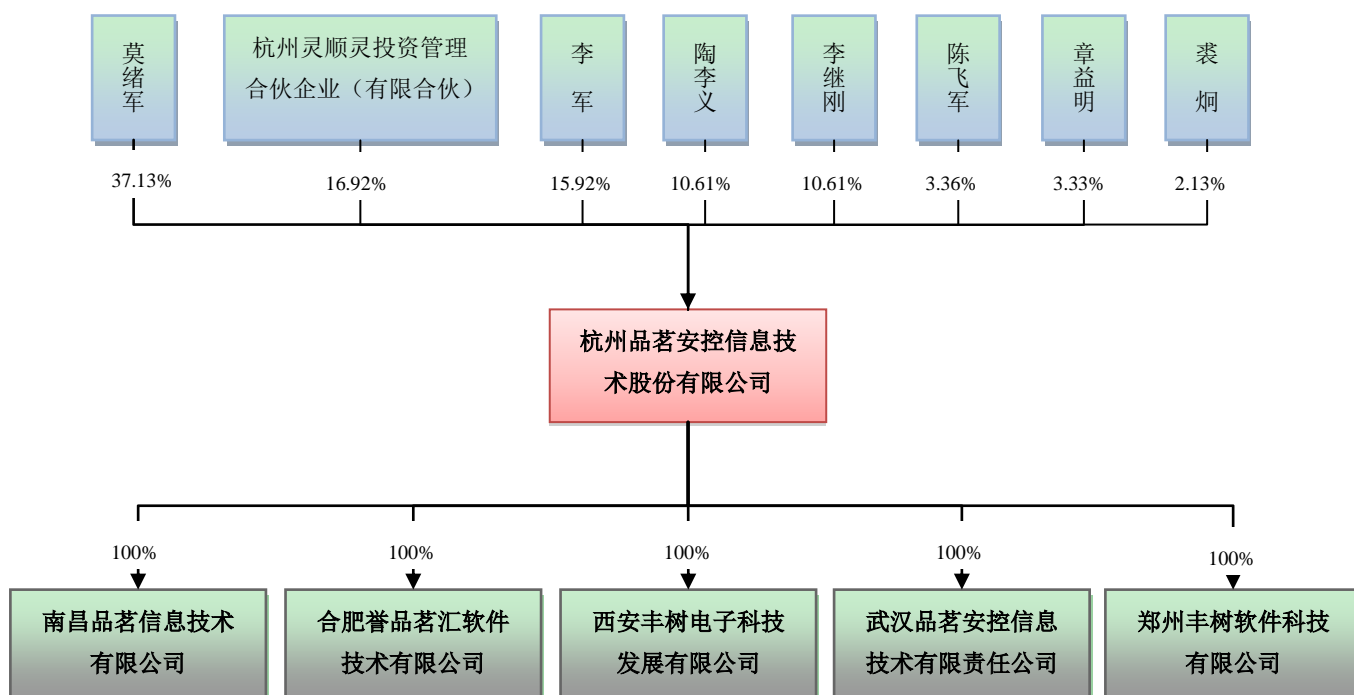 莫绪军
杭州灵顺灵投资管理
合伙企业（有限合伙）
李 军
陶李义
李继刚
陈飞军
章益明
裘 炯
37.13%
16.92%
15.92%
10.61%
10.61%
3.36%
3.33%
2.13%
杭州品茗安控信息技
术股份有限公司
100%
100%
100%
100%
100%
南昌品茗信息技术
有限公司
合肥誉品茗汇软件
技术有限公司
西安丰树电子科技
发展有限公司
武汉品茗安控信息
技术有限责任公司
郑州丰树软件科技
有限公司